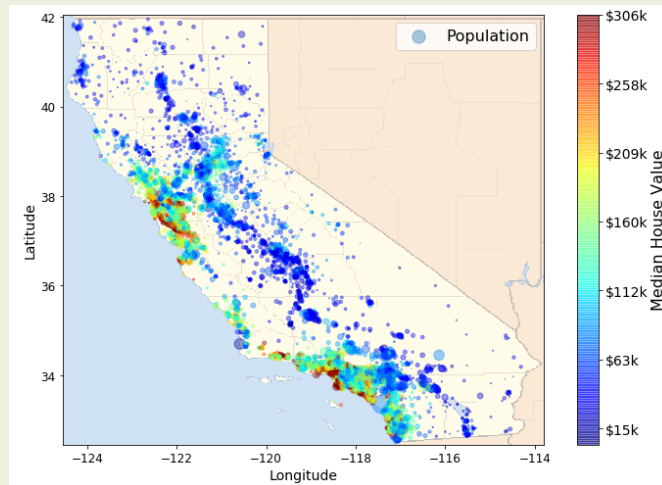 42
40
38
36
34
Latitude
−124
−122
−120
−118
−116
−114
Longitude
Population
$306k
$258k
$209k
$160k
$112k
$63k
$15k
Median House Value